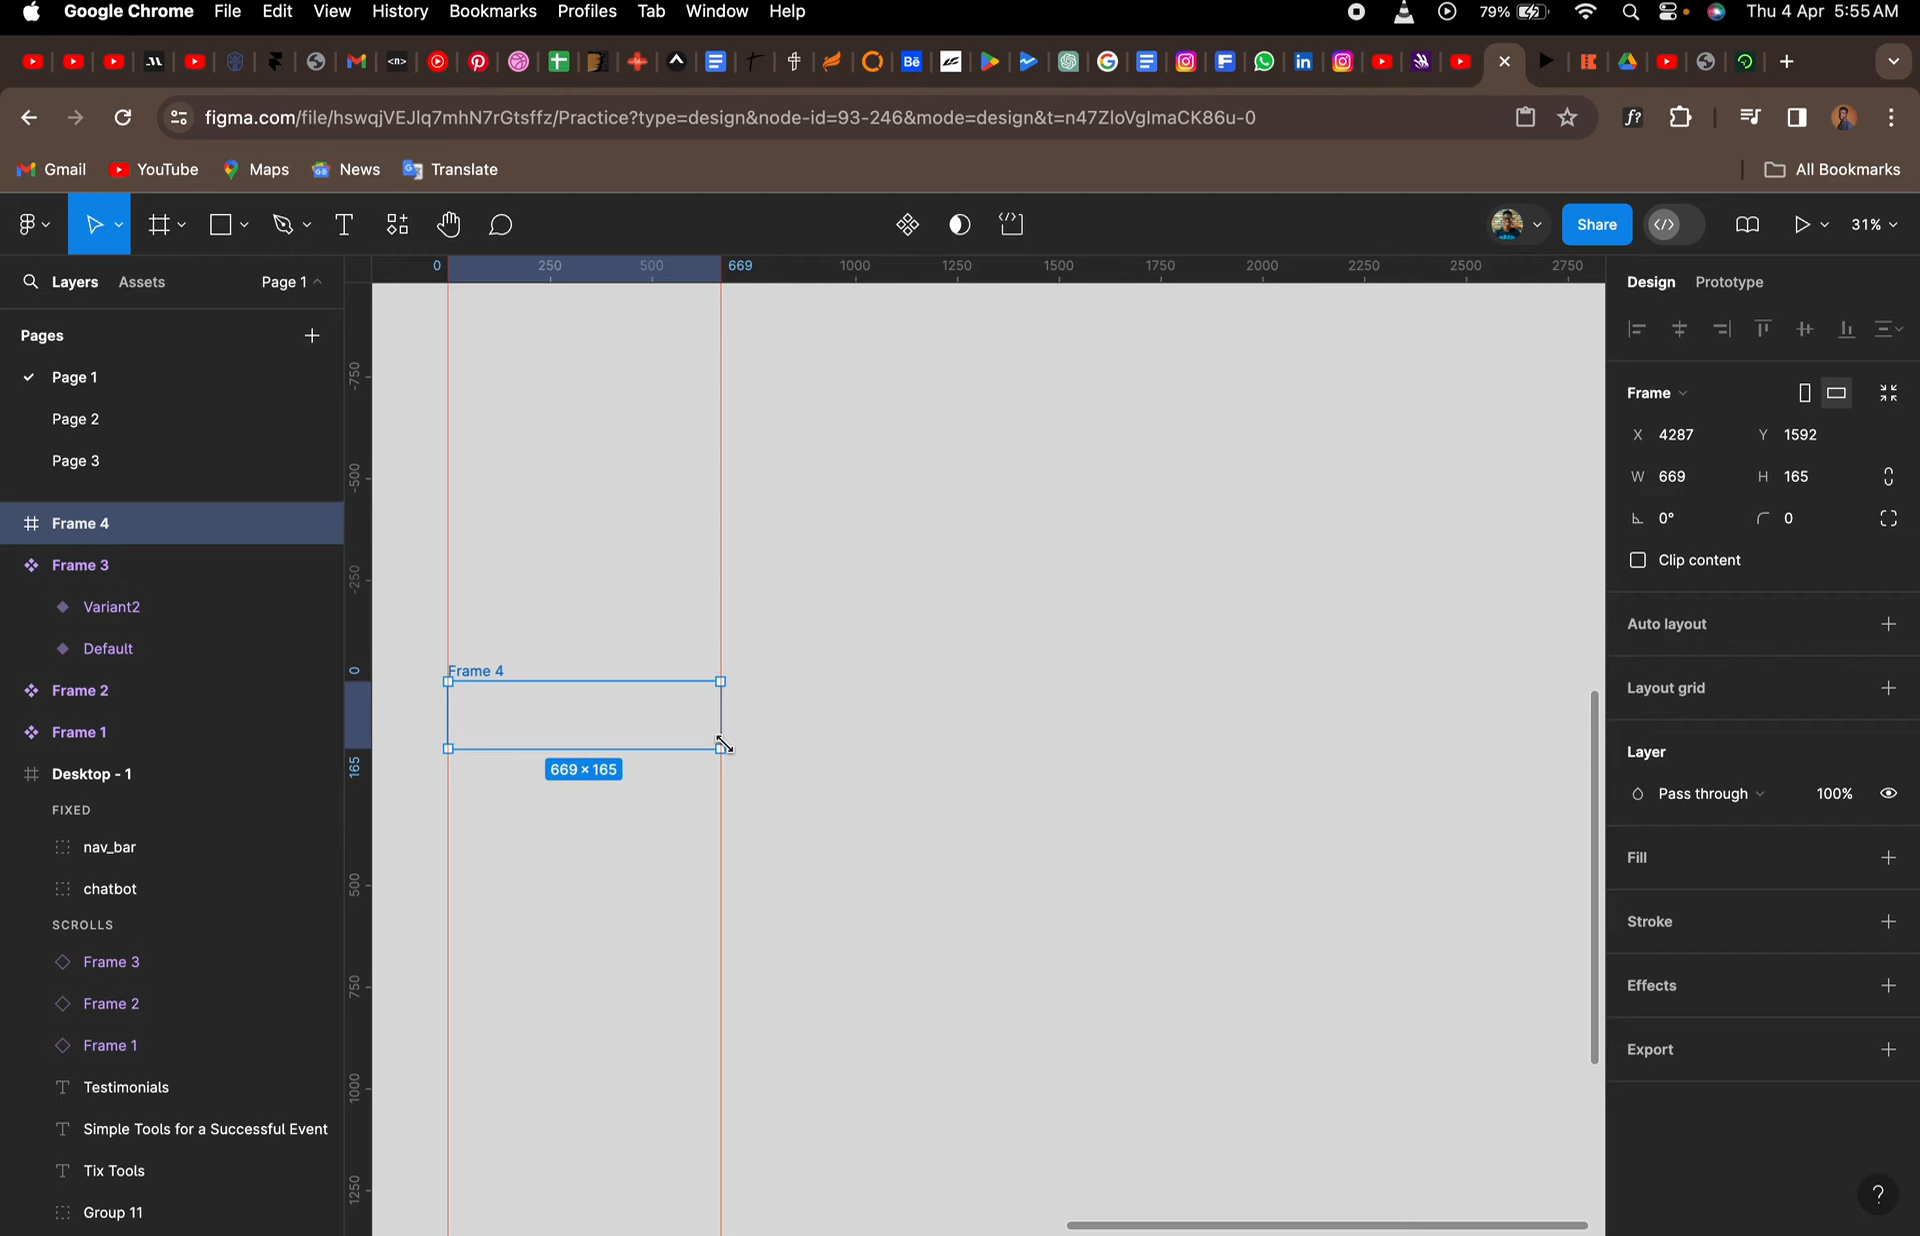 Google Chrome File Edit View History Bookmarks Profiles Tab Window Help 79% Thu 4 Apr 5:55 AM
figma.com/file/hswqjVEJlq7mhN7rGtsffz/Practice?type=design&node-id=93-246&mode=design&t=n47ZloVgImaCK86u-0
Gmail YouTube Maps News Translate All Bookmarks
Share 31%
Layers Assets Page 1
Pages
Page 1
Page 2
Page 3
Frame 4
Frame 3
Variant2
Default
Frame 2
Frame 1
Desktop - 1
FIXED
nav_bar
chatbot
SCROLLS
Frame 3
Frame 2
Frame 1
Testimonials
Simple Tools for a Successful Event
Tix Tools
Group 11
0 250 500 669 1000 1250 1500 1750 2000 2250 2500 2750
-750
-500
-250
0
165
500
750
1000
1250
Frame 4
669 × 165
Design Prototype
Frame
X 4287 Y 1592
W 669 H 165
0° 0
Clip content
Auto layout
Layout grid
Layer
Pass through 100%
Fill
Stroke
Effects
Export
?